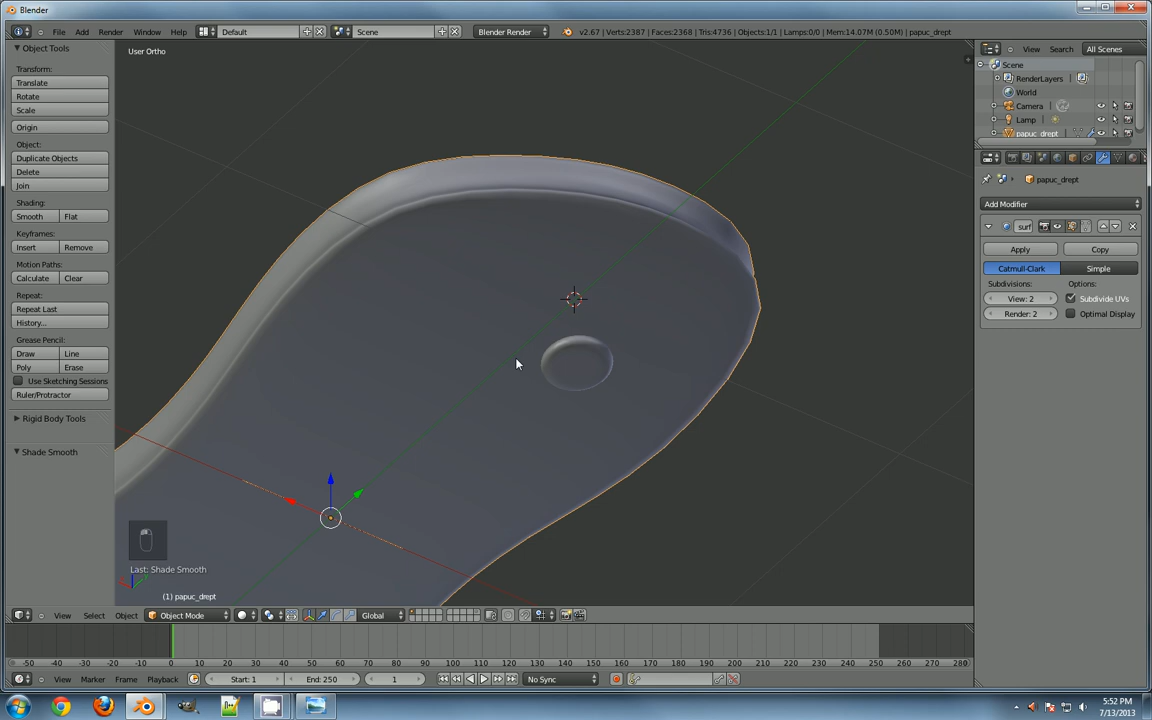 Blender
File Add Render Window Help Default Scene Blender Render v2.67 | Verts:2387 | Faces:2368 | Tris:4736 | Objects:1/1 | Lamps:0/0 | Mem:14.07M (0.50M) | papuc_drept
Object Tools
User Ortho
View Search All Scenes
Scene
RenderLayers
World
Camera
Lamp
papuc_drept
Transform:
Translate
Rotate
Scale
Origin
Object:
Duplicate Objects
Delete
Join
Shading:
Smooth Flat
Keyframes:
Insert Remove
Motion Paths:
Calculate Clear
Repeat:
Repeat Last
History...
Grease Pencil:
Draw Line
Poly Erase
Use Sketching Sessions
Ruler/Protractor
Rigid Body Tools
Shade Smooth
papuc_drept
Add Modifier
surf
Apply Copy
Catmull-Clark Simple
Subdivisions: Options:
View: 2 Subdivide UVs
Render: 2 Optimal Display
Last: Shade Smooth
(1) papuc_drept
View Select Object Object Mode Global
-50 -40 -30 -20 -10 0 10 20 30 40 50 60 70 80 90 100 110 120 130 140 150 160 170 180 190 200 210 220 230 240 250 260 270 280
View Marker Frame Playback Start: 1 End: 250 1 No Sync
5:52 PM
7/13/2013